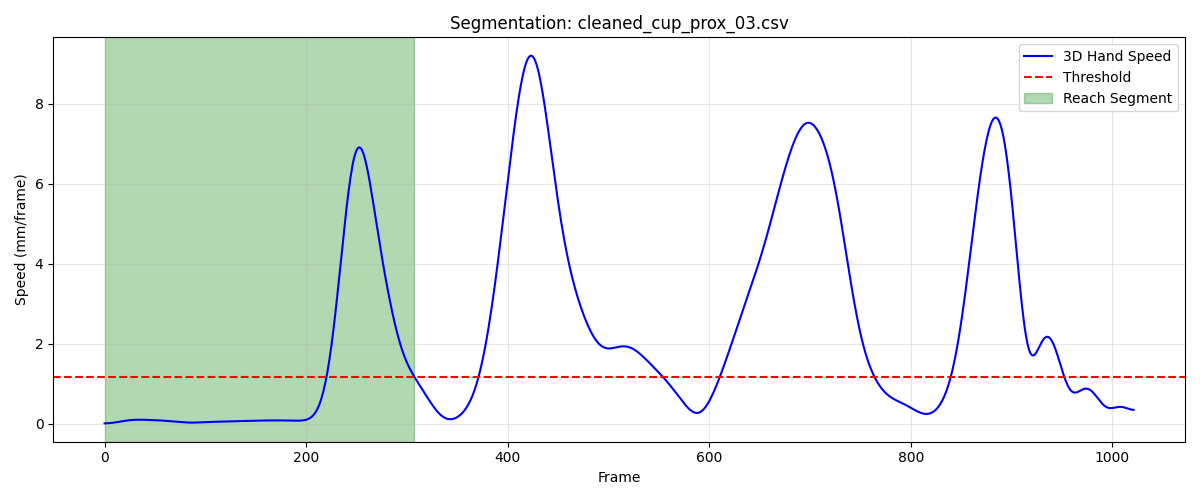 Segmentation: cleaned_cup_prox_03.csv
3D Hand Speed
Threshold
Reach Segment
Speed (mm/frame)
8
6
4
2
0
0 200 400 600 800 1000
Frame